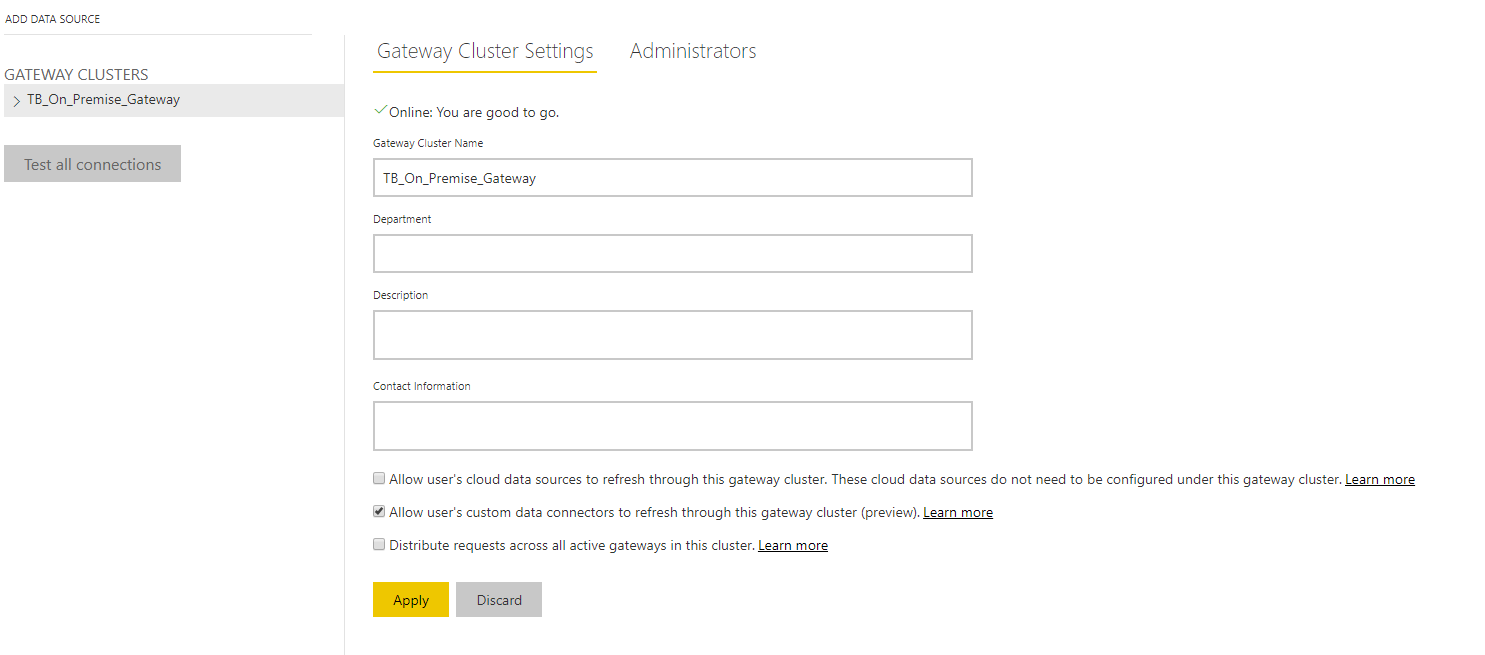 ADD DATA SOURCE
GATEWAY CLUSTERS
TB_On_Premise_Gateway
Test all connections
Gateway Cluster Settings
Administrators
Online: You are good to go.
Gateway Cluster Name
TB_On_Premise_Gateway
Department
Description
Contact Information
Allow user's cloud data sources to refresh through this gateway cluster. These cloud data sources do not need to be configured under this gateway cluster. Learn more
Allow user's custom data connectors to refresh through this gateway cluster (preview). Learn more
Distribute requests across all active gateways in this cluster. Learn more
Apply
Discard